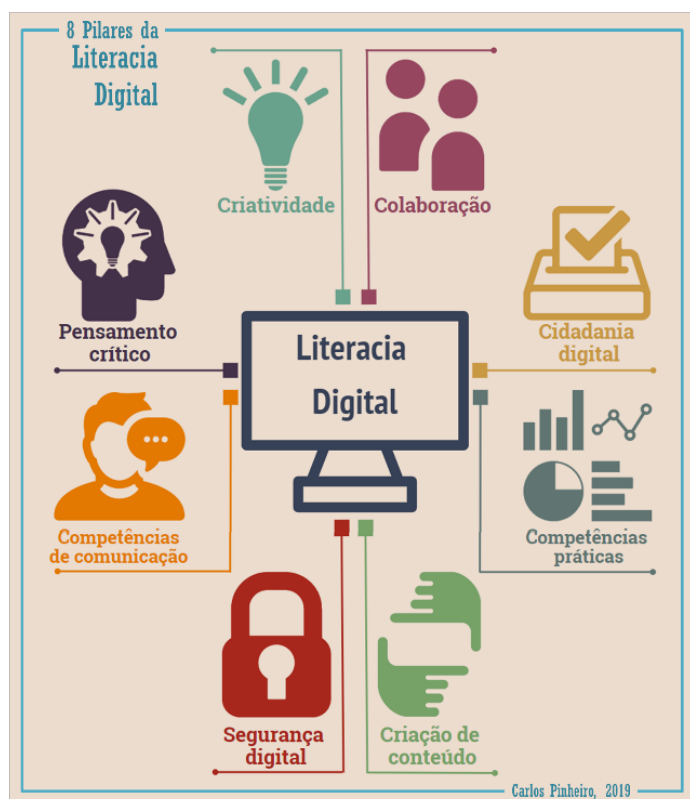 8 Pilares da
Literacia
Digital
Criatividade
Colaboração
Pensamento
crítico
Cidadania
digital
Literacia
Digital
Competências
de comunicação
Competências
práticas
Segurança
digital
Criação de
conteúdo
Carlos Pinheiro, 2019